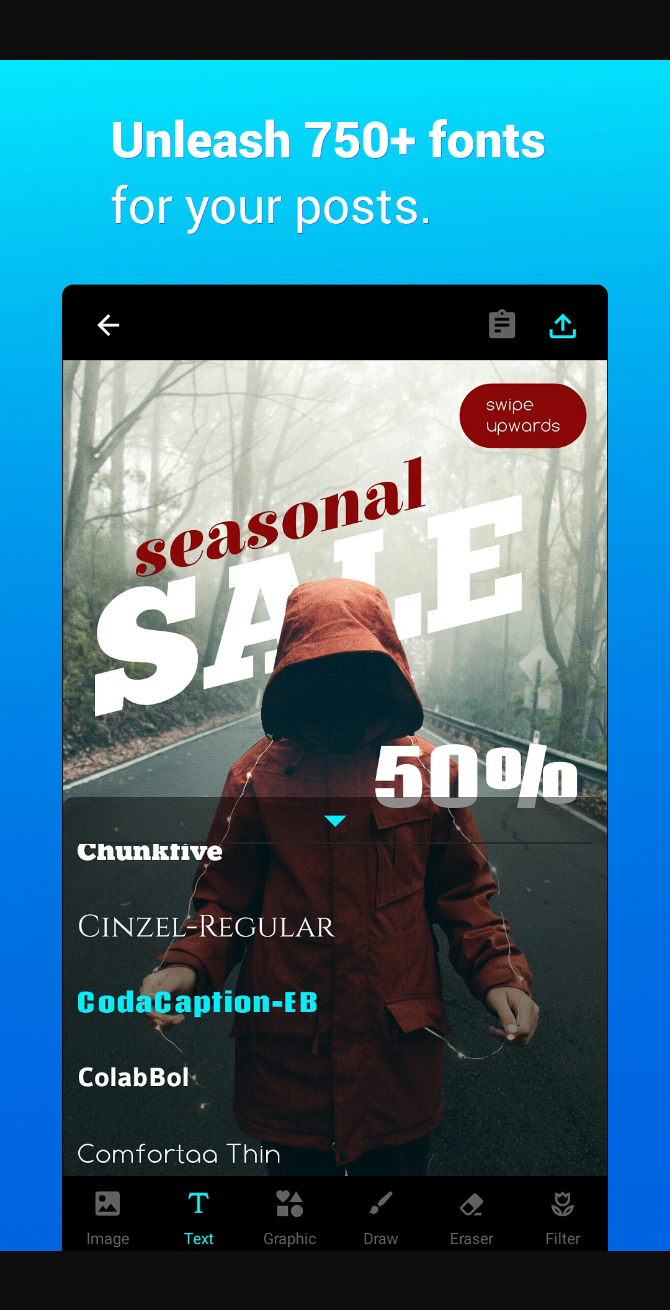 Unleash 750+ fonts
for your posts.
swipe
upwards
seasonal
SALE
50%
Chunkfive
Cinzel-Regular
CodaCaption-EB
ColabBol
Comfortaa Thin
Image Text Graphic Draw Eraser Filter